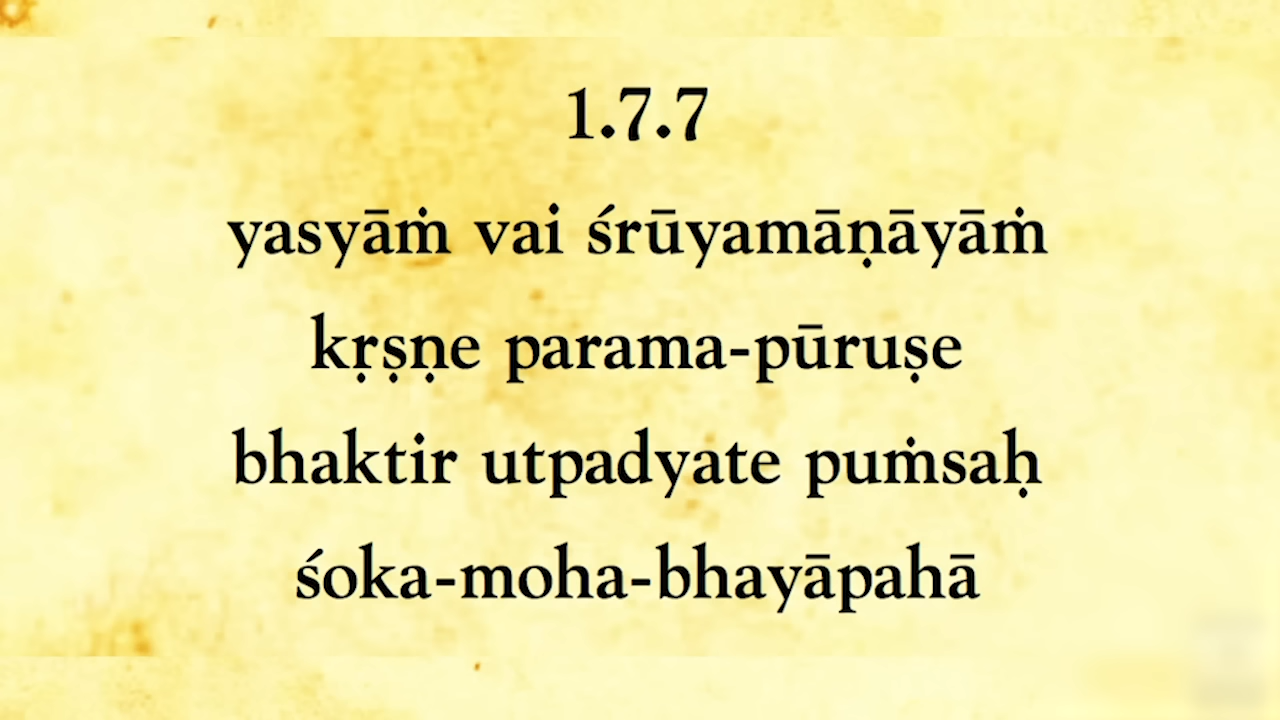 1.7.7
yasyāṁ vai śrūyamāṇāyāṁ
kṛṣṇe parama-pūruṣe
bhaktir utpadyate puṁsaḥ
śoka-moha-bhayāpahā